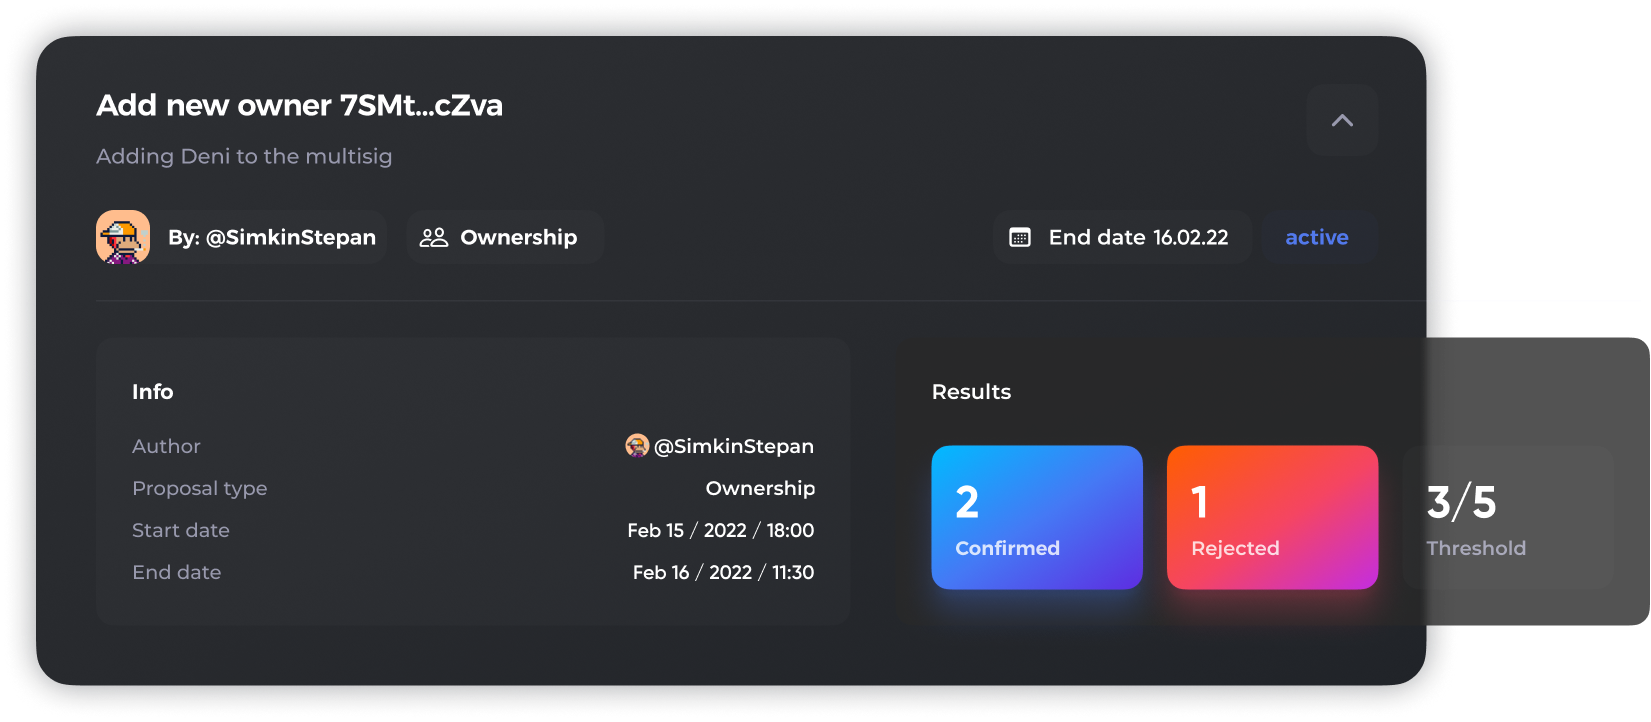 Add new owner 7SMt...cZva
Adding Deni to the multisig
By: @SimkinStepan
Ownership
End date 16.02.22
active
Info
Author
@SimkinStepan
Proposal type
Ownership
Start date
Feb 15 / 2022 / 18:00
End date
Feb 16 / 2022 / 11:30
Results
2
Confirmed
1
Rejected
3/5
Threshold